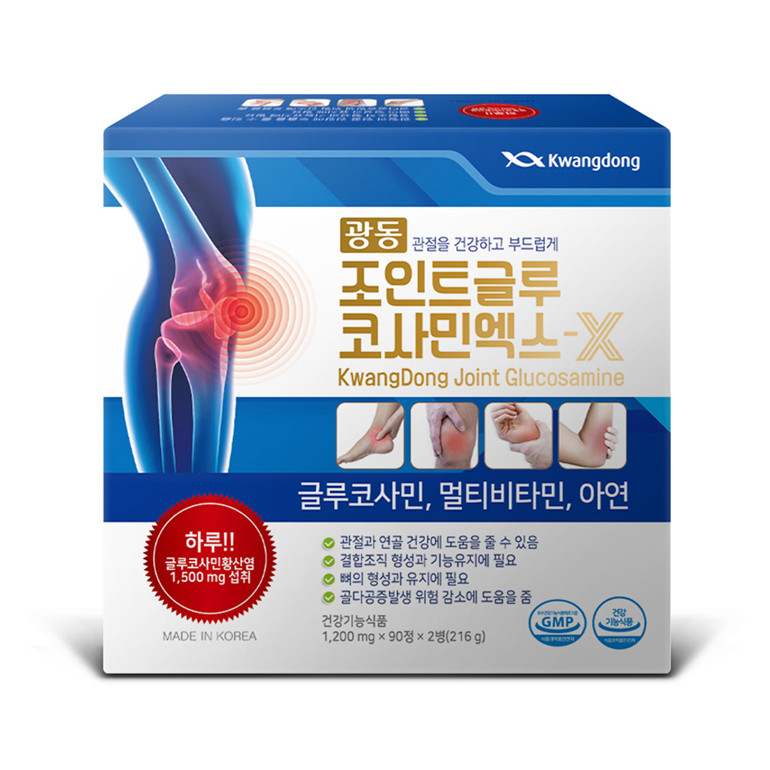 Kwangdong
광동 관절을 건강하고 부드럽게
조인트글루
코사민엑스-X
KwangDong Joint Glucosamine
글루코사민, 멀티비타민, 아연
하루!!
글루코사민황산염
1,500 mg 섭취
관절과 연골 건강에 도움을 줄 수 있음
결합조직 형성과 기능유지에 필요
뼈의 형성과 유지에 필요
골다공증발생 위험 감소에 도움을 줌
건강기능식품
1,200 mg × 90정 × 2병(216 g)
MADE IN KOREA
GMP
건강
기능식품